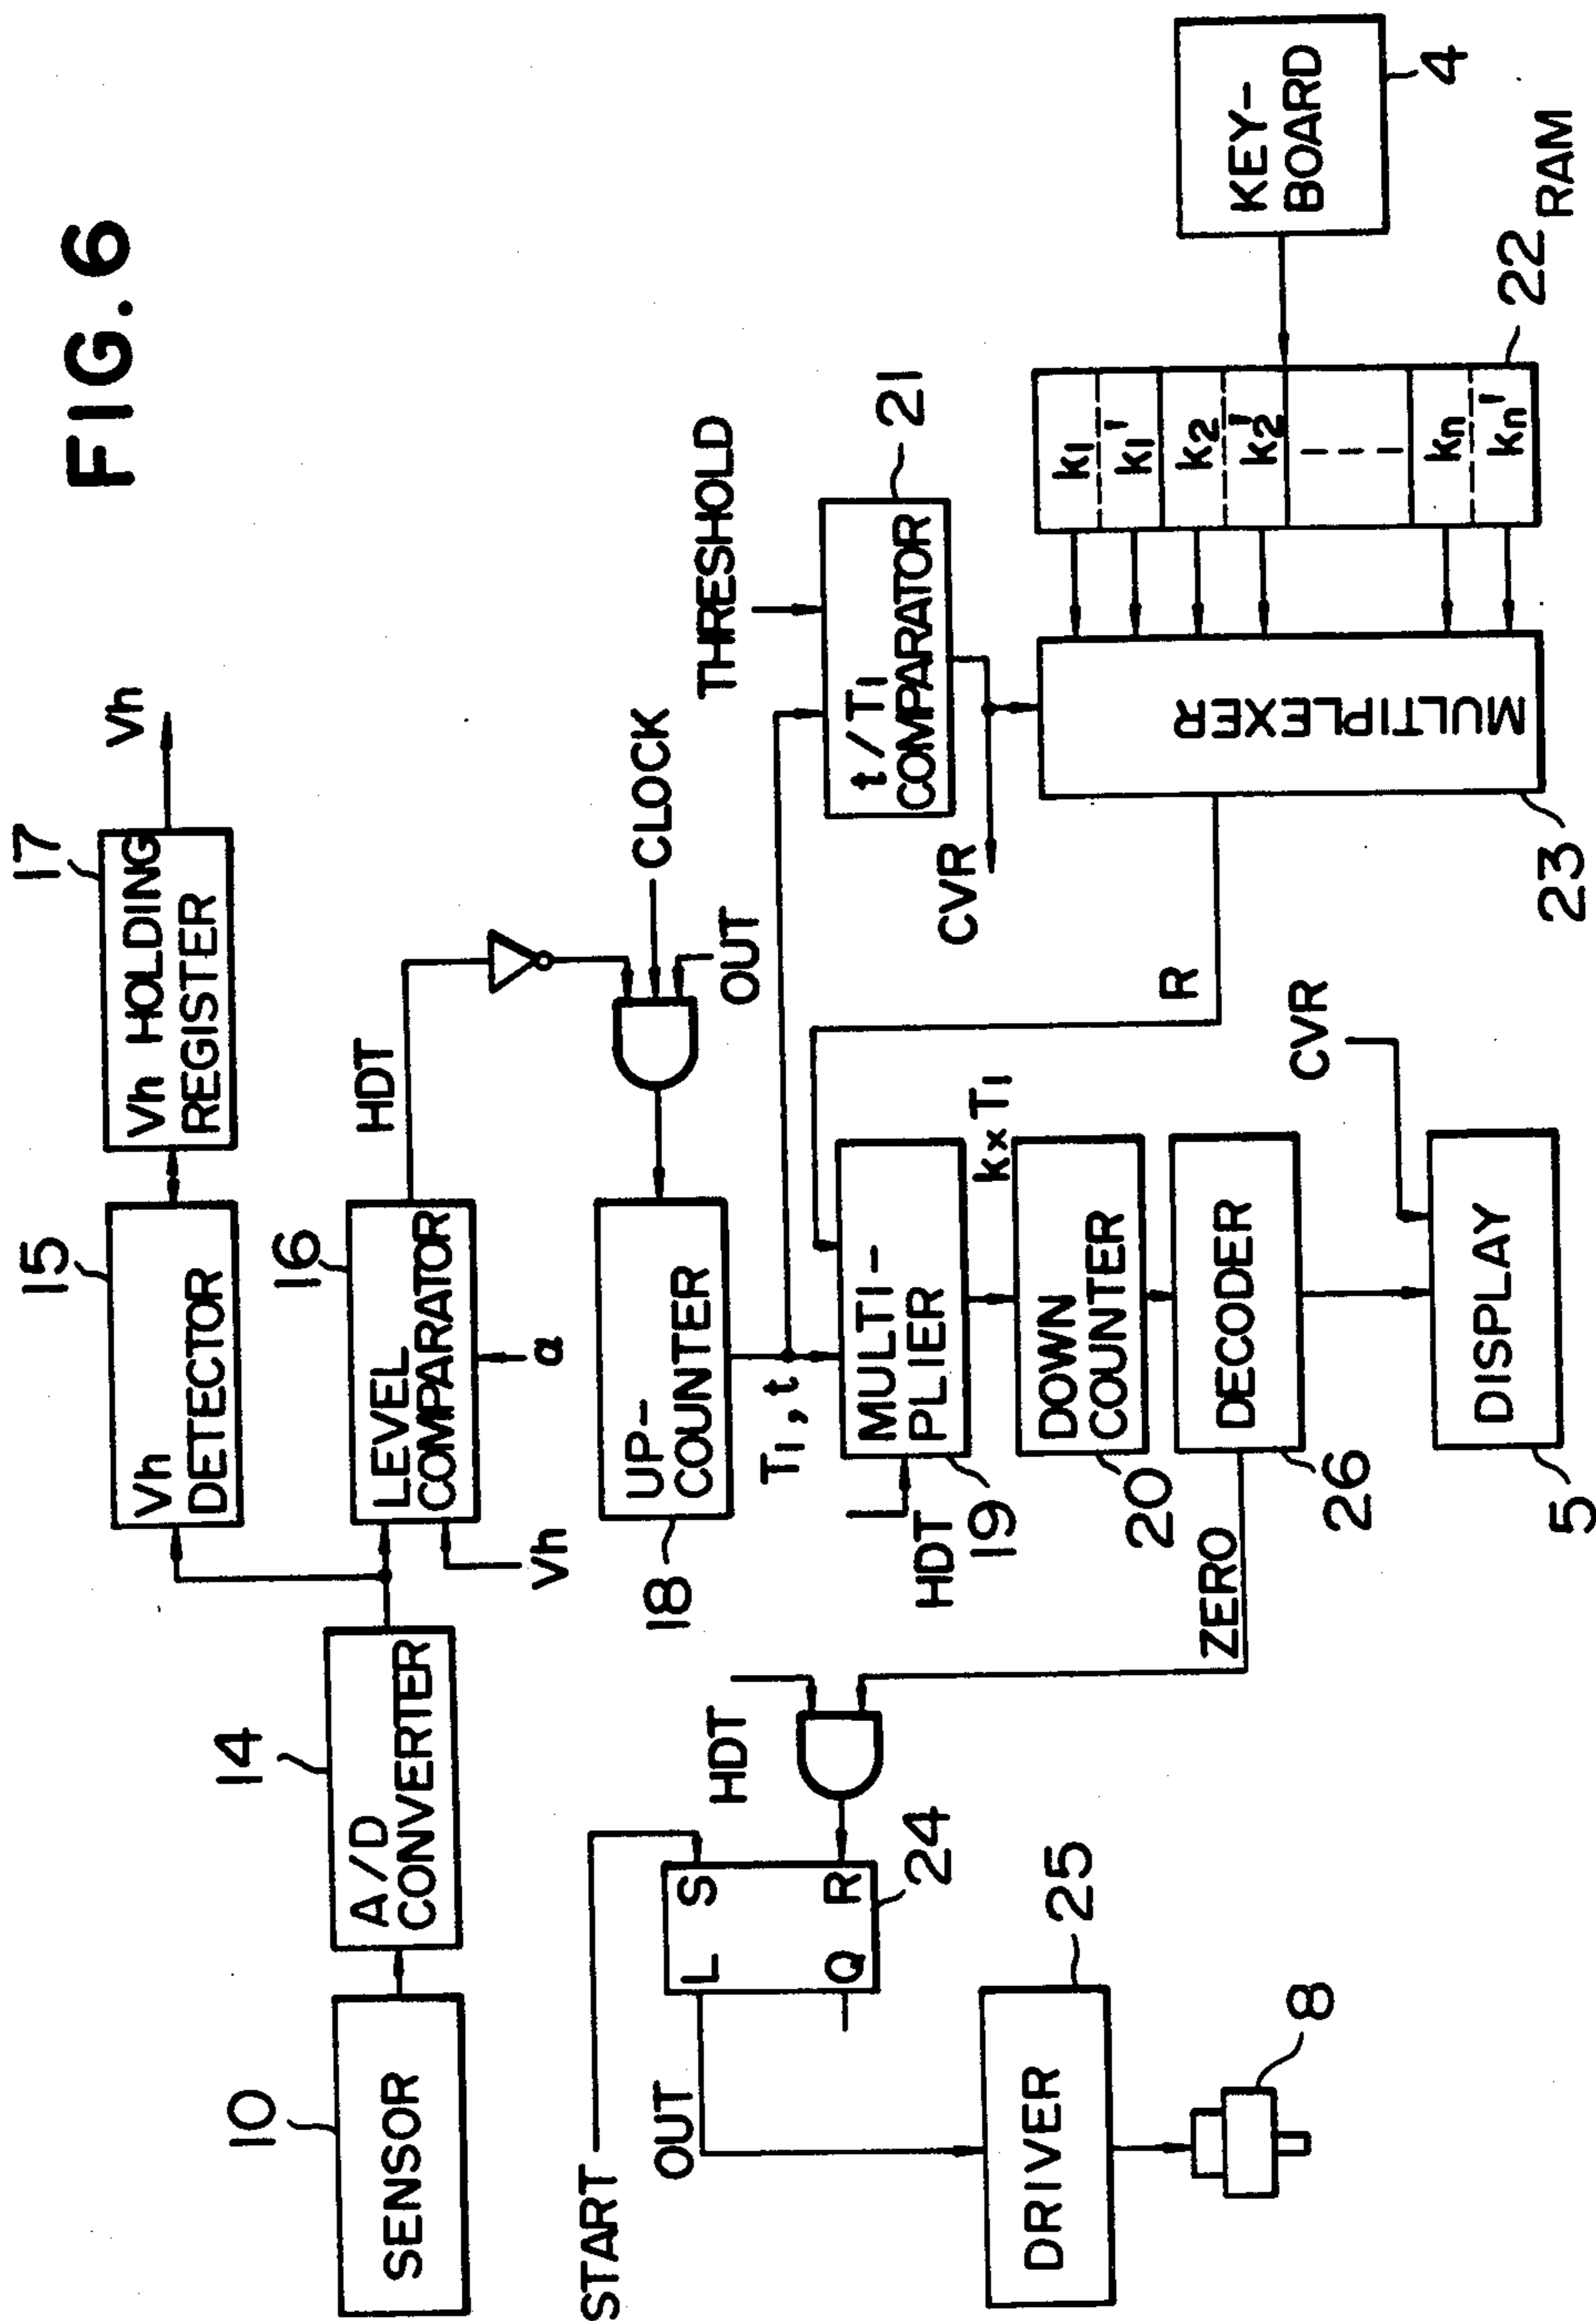 FIG. 6
10
SENSOR
14
A/D
CONVERTER
15
Vh
DETECTOR
17
Vh HOLDING
REGISTER
Vh
16
LEVEL
COMPARATOR
Vh
α
HDT
CLOCK
OUT
UP-
COUNTER
18
T1, t
THRESHOLD
t/T1
COMPARATOR
21
CVR
START
S
L
R
Q
24
HDT
OUT
HDT
MULTI-
PLIER
19
R
k×T1
DOWN
COUNTER
20
ZERO
DECODER
26
CVR
DISPLAY
5
DRIVER
25
8
MULTIPLEXER
23
k1
k1'
k2
k2'
----
kn
kn'
22
RAM
KEY-
BOARD
4